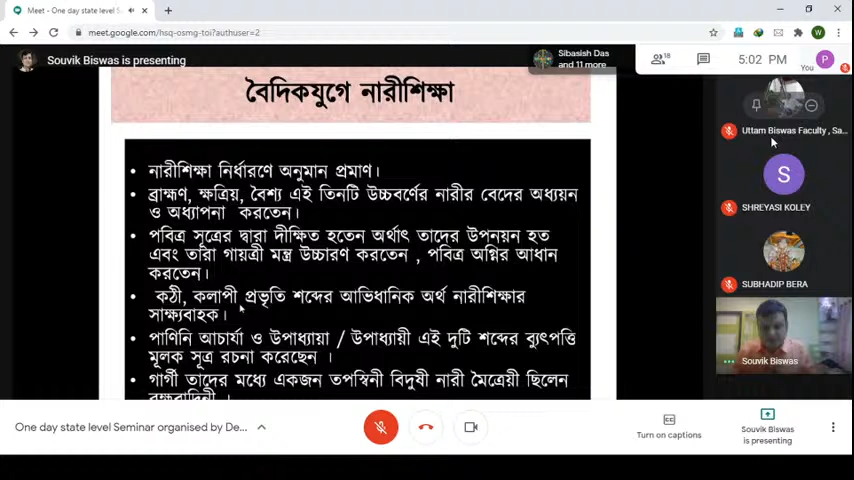 Meet - One day state level S
meet.google.com/hsq-osmg-toi?authuser=2
W
Souvik Biswas is presenting
Sibasish Das
and 11 more
18
5:02 PM
P
You
বৈদিকযুগে নারীশিক্ষা
• নারীশিক্ষা নির্ধারণে অনুমান প্রমাণ।
• ব্রাহ্মণ, ক্ষত্রিয়, বৈশ্য এই তিনটি উচ্চবর্ণের নারীর বেদের অধ্যয়ন
ও অধ্যাপনা করতেন।
• পবিত্র সূত্রের দ্বারা দীক্ষিত হতেন অর্থাৎ তাদের উপনয়ন হত
এবং তারা গায়ত্রী মন্ত্র উচ্চারণ করতেন , পবিত্র অগ্নির আধান
করতেন।
• কঠী, কলাপী প্রভৃতি শব্দের আভিধানিক অর্থ নারীশিক্ষার
সাক্ষ্যবাহক।
• পাণিনি আচার্যা ও উপাধ্যায়া / উপাধ্যায়ী এই দুটি শব্দের ব্যুৎপত্তি
মূলক সূত্র রচনা করেছেন ।
• গার্গী তাদের মধ্যে একজন তপস্বিনী বিদুষী নারী মৈত্রেয়ী ছিলেন
Uttam Biswas Faculty , Sa...
S
SHREYASI KOLEY
SUBHADIP BERA
Souvik Biswas
One day state level Seminar organised by De...
Turn on captions
Souvik Biswas
is presenting